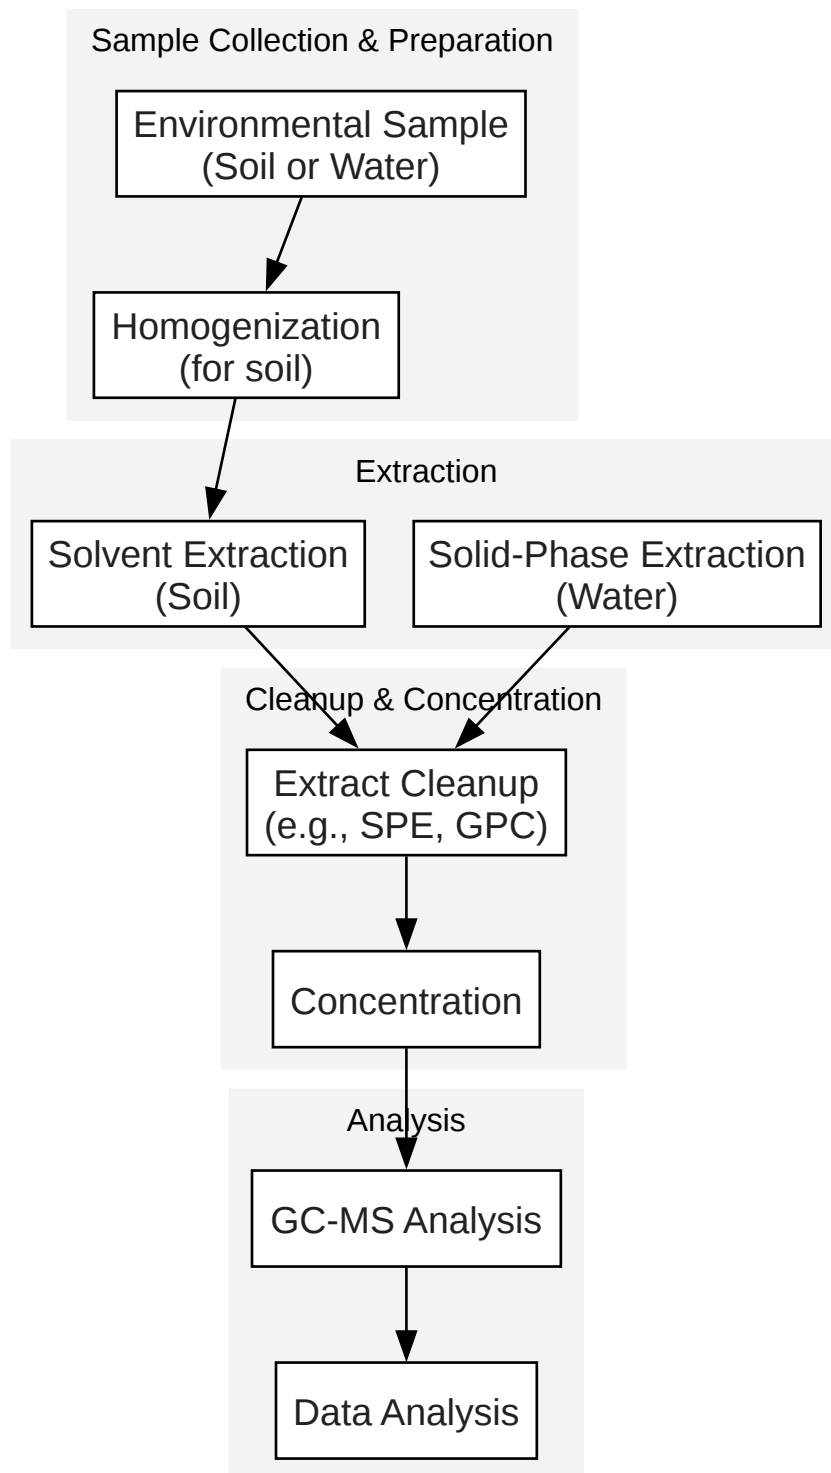 Sample Collection & Preparation
Environmental Sample
(Soil or Water)
Homogenization
(for soil)
Extraction
Solvent Extraction
(Soil)
Solid-Phase Extraction
(Water)
Cleanup & Concentration
Extract Cleanup
(e.g., SPE, GPC)
Concentration
Analysis
GC-MS Analysis
Data Analysis